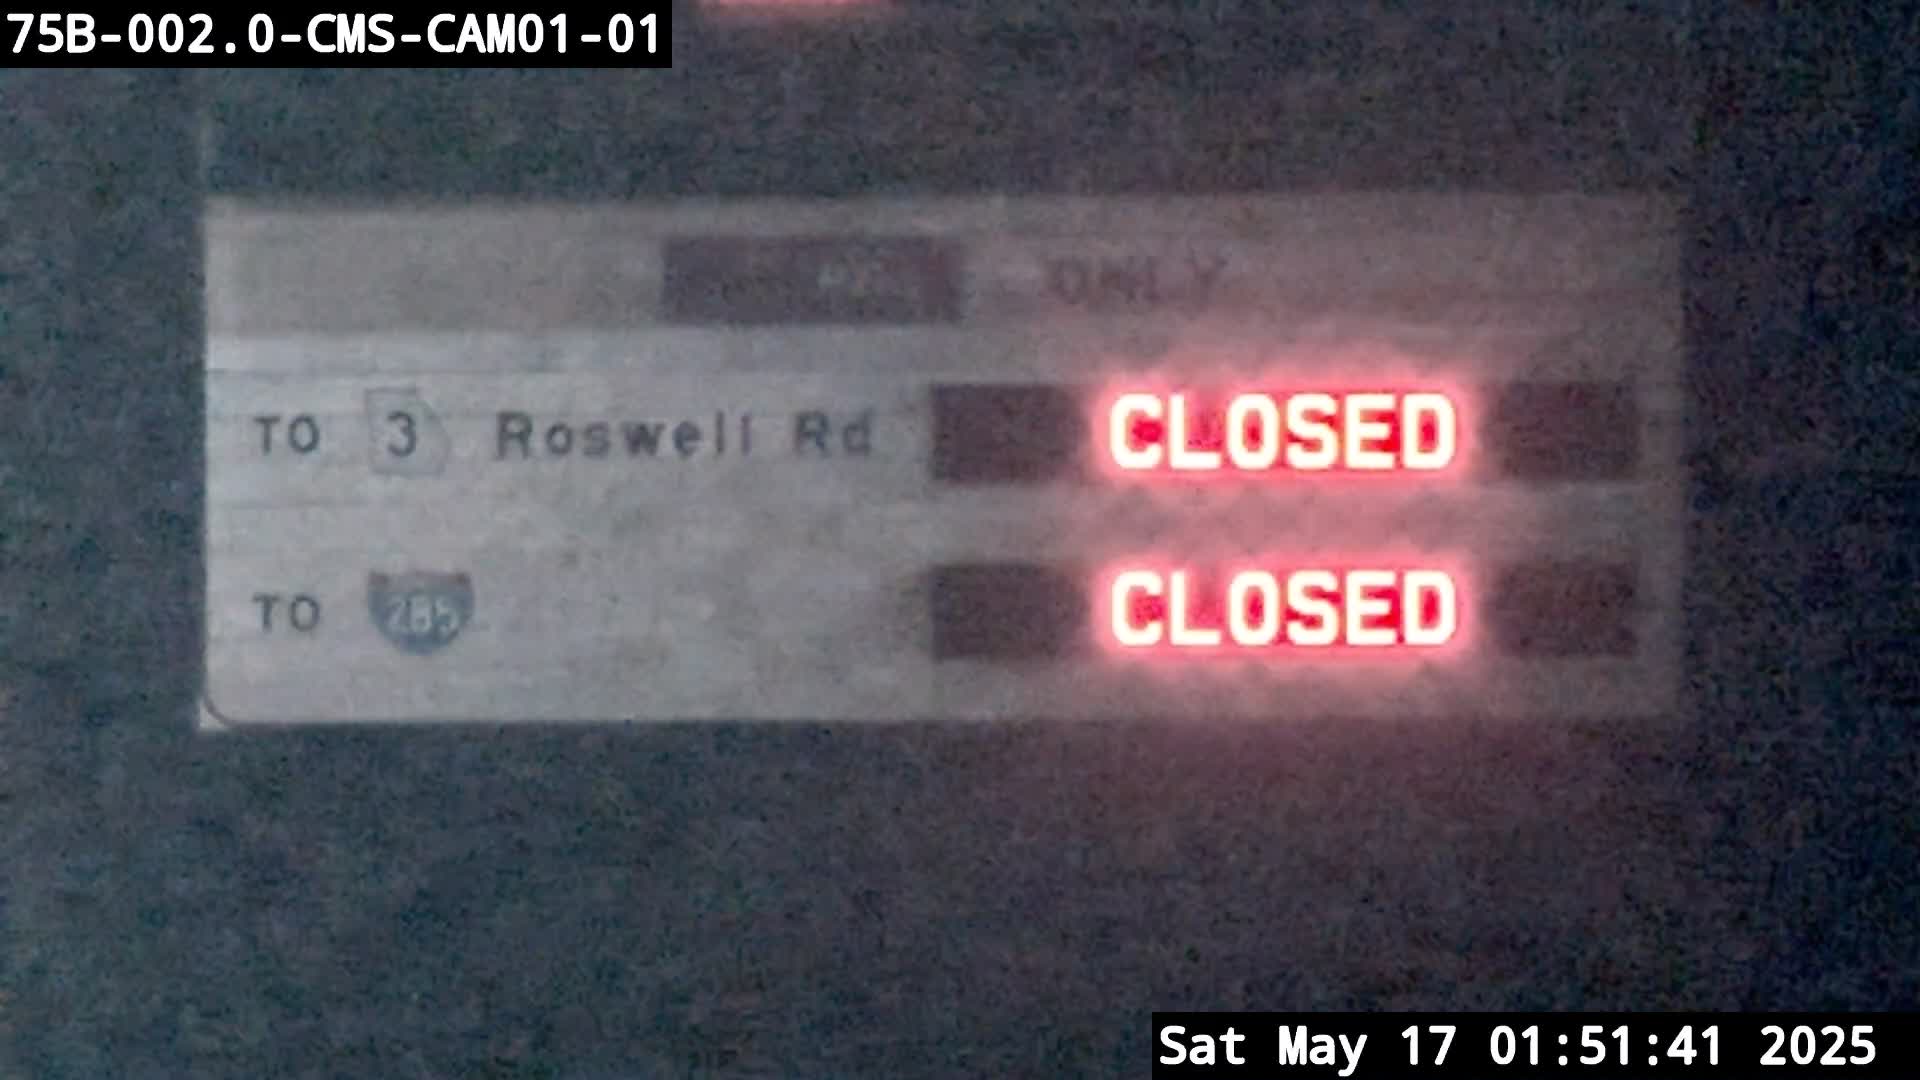 75B-002.0-CMS-CAM01-01
ONLY
TO 3 Roswell Rd CLOSED
TO 285 CLOSED
Sat May 17 01:51:41 2025